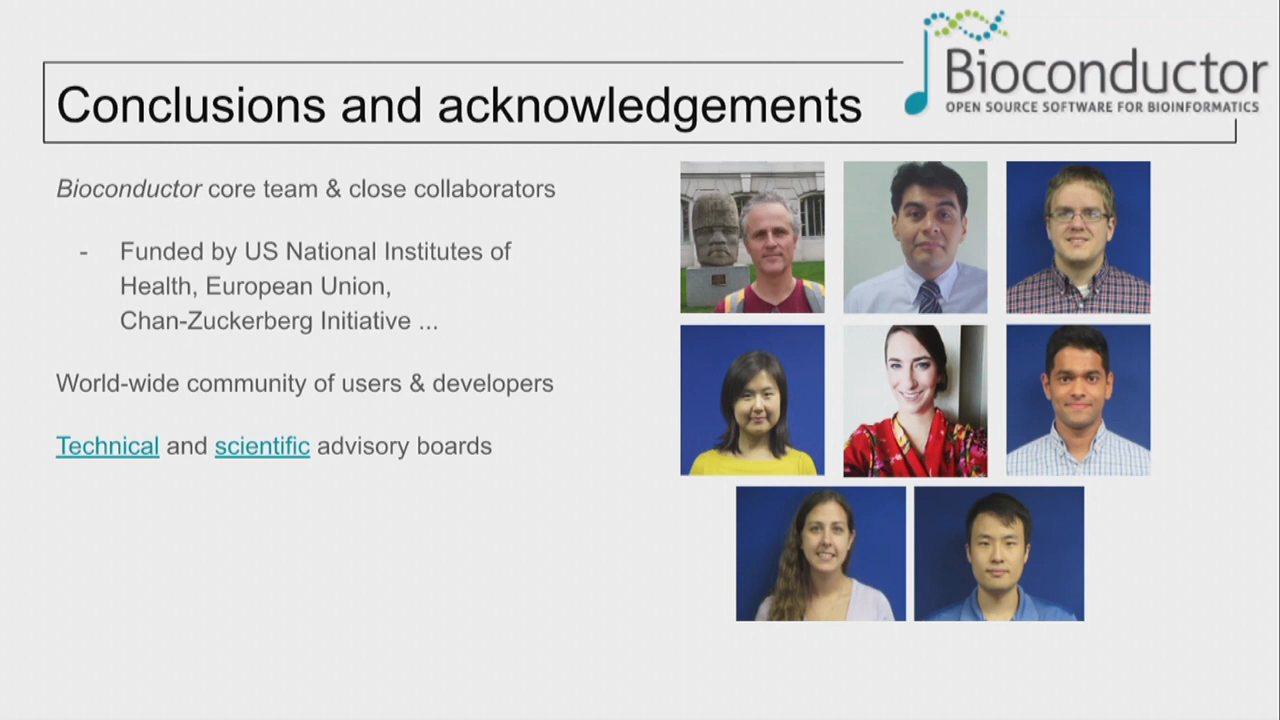 Bioconductor
OPEN SOURCE SOFTWARE FOR BIOINFORMATICS
Conclusions and acknowledgements
Bioconductor core team & close collaborators
- Funded by US National Institutes of
Health, European Union,
Chan-Zuckerberg Initiative ...
World-wide community of users & developers
Technical and scientific advisory boards